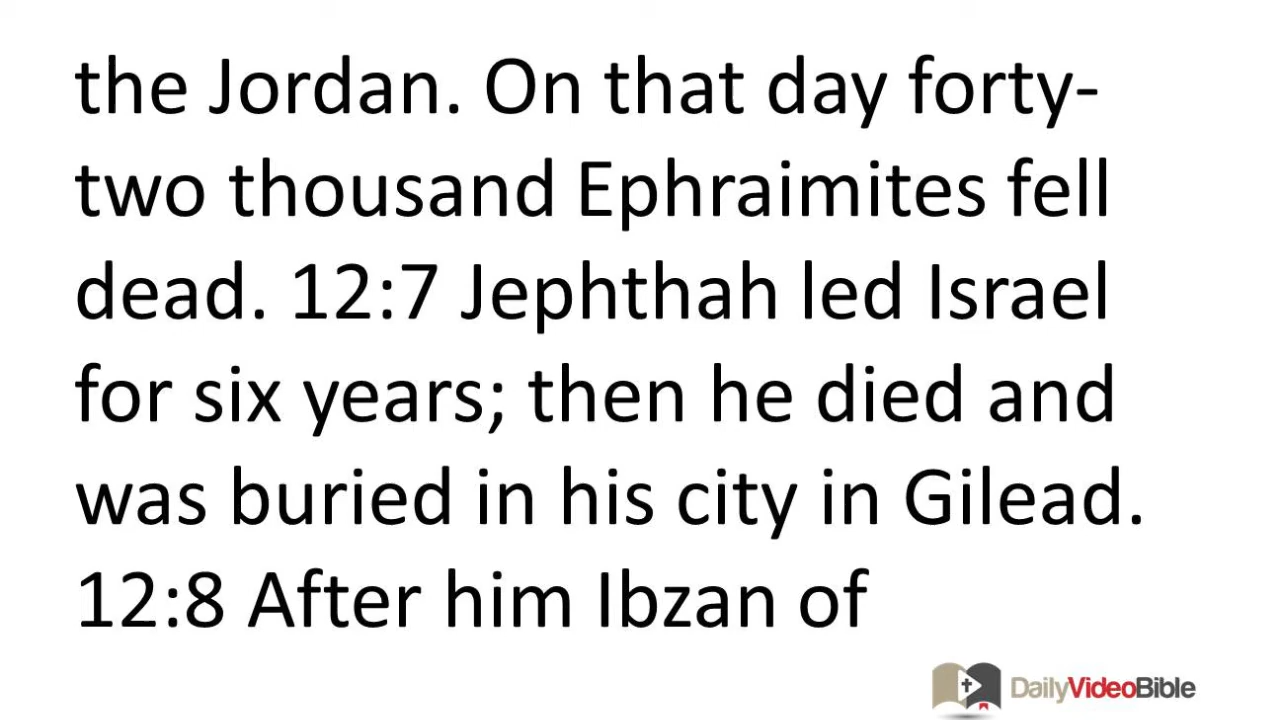 the Jordan. On that day forty-
two thousand Ephraimites fell
dead. 12:7 Jephthah led Israel
for six years; then he died and
was buried in his city in Gilead.
12:8 After him Ibzan of
DailyVideoBible